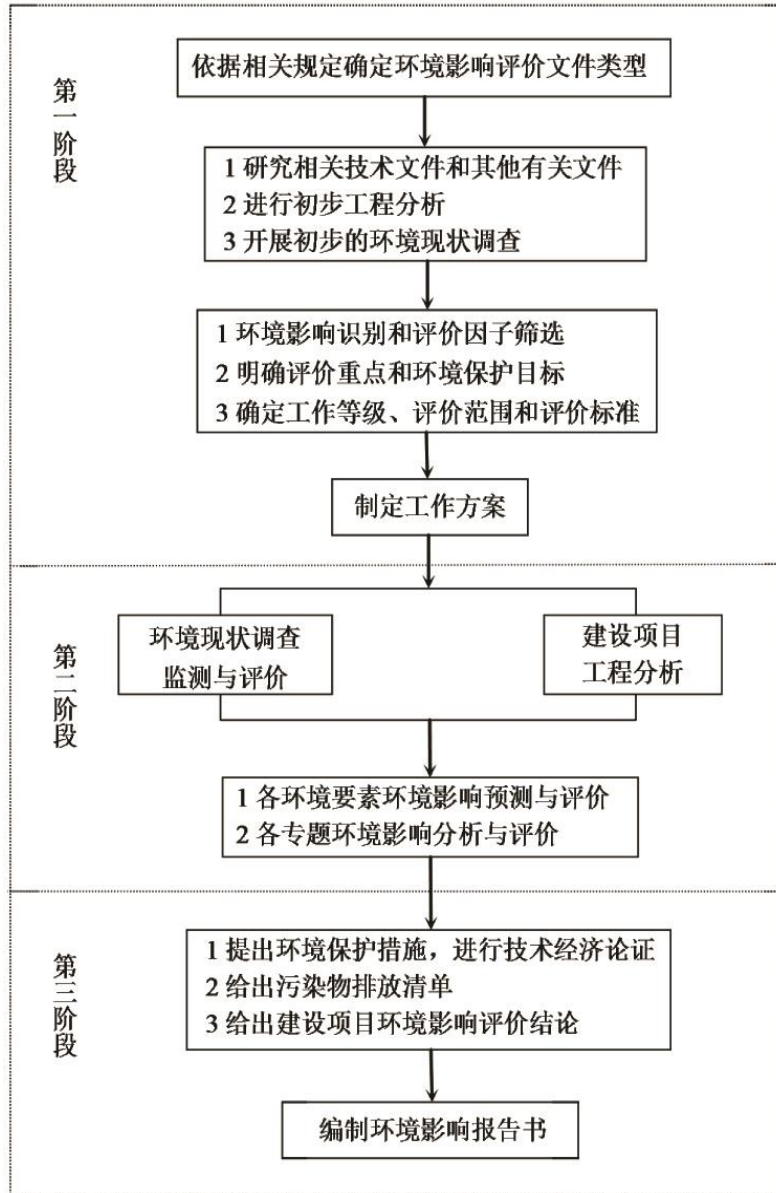 第一阶段
依据相关规定确定环境影响评价文件类型
1 研究相关技术文件和其他有关文件
2 进行初步工程分析
3 开展初步的环境现状调查
1 环境影响识别和评价因子筛选
2 明确评价重点和环境保护目标
3 确定工作等级、评价范围和评价标准
制定工作方案
第二阶段
环境现状调查
监测与评价
建设项目
工程分析
1 各环境要素环境影响预测与评价
2 各专题环境影响分析与评价
第三阶段
1 提出环境保护措施，进行技术经济论证
2 给出污染物排放清单
3 给出建设项目环境影响评价结论
编制环境影响报告书